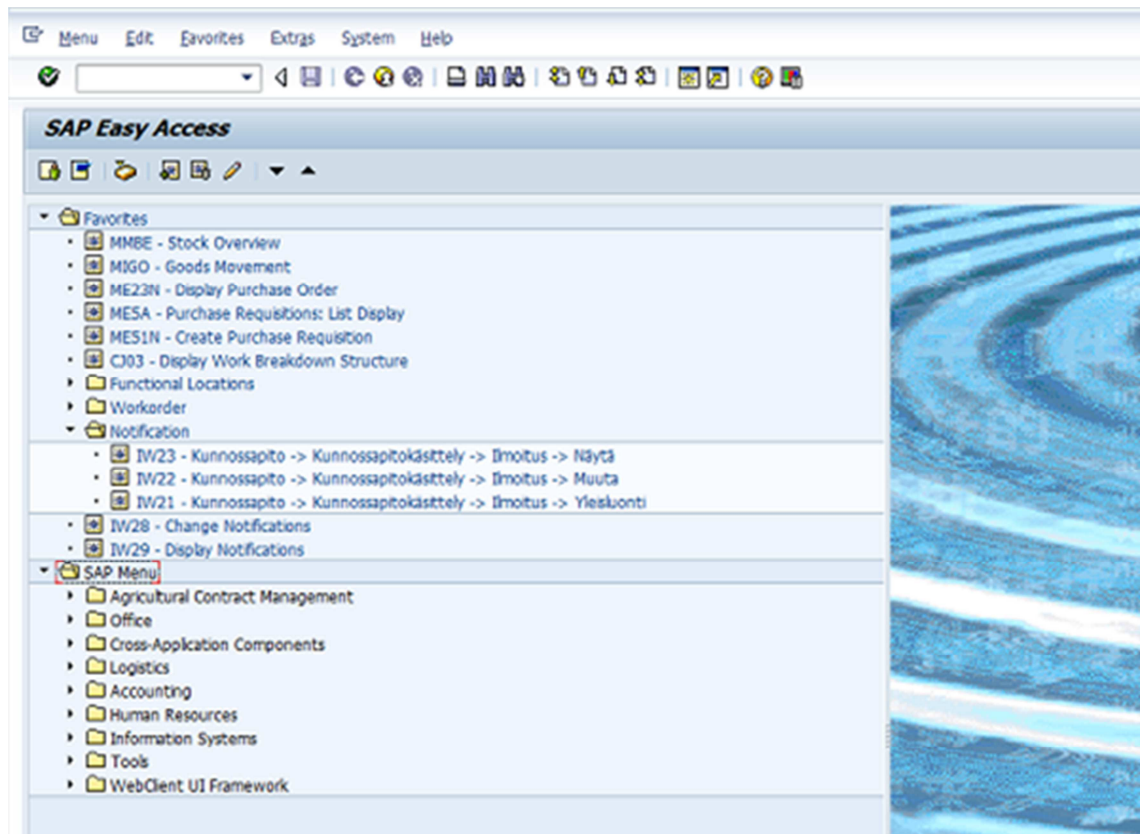 Menu Edit Favorites Extras System Help
SAP Easy Access
Favorites
MMBE - Stock Overview
MIGO - Goods Movement
ME23N - Display Purchase Order
ME5A - Purchase Requisitions: List Display
ME51N - Create Purchase Requisition
CJ03 - Display Work Breakdown Structure
Functional Locations
Workorder
Notification
IW23 - Kunnossapito -> Kunnossapitokäsittely -> Ilmoitus -> Näytä
IW22 - Kunnossapito -> Kunnossapitokäsittely -> Ilmoitus -> Muuta
IW21 - Kunnossapito -> Kunnossapitokäsittely -> Ilmoitus -> Yleisluonti
IW28 - Change Notifications
IW29 - Display Notifications
SAP Menu
Agricultural Contract Management
Office
Cross-Application Components
Logistics
Accounting
Human Resources
Information Systems
Tools
WebClient UI Framework